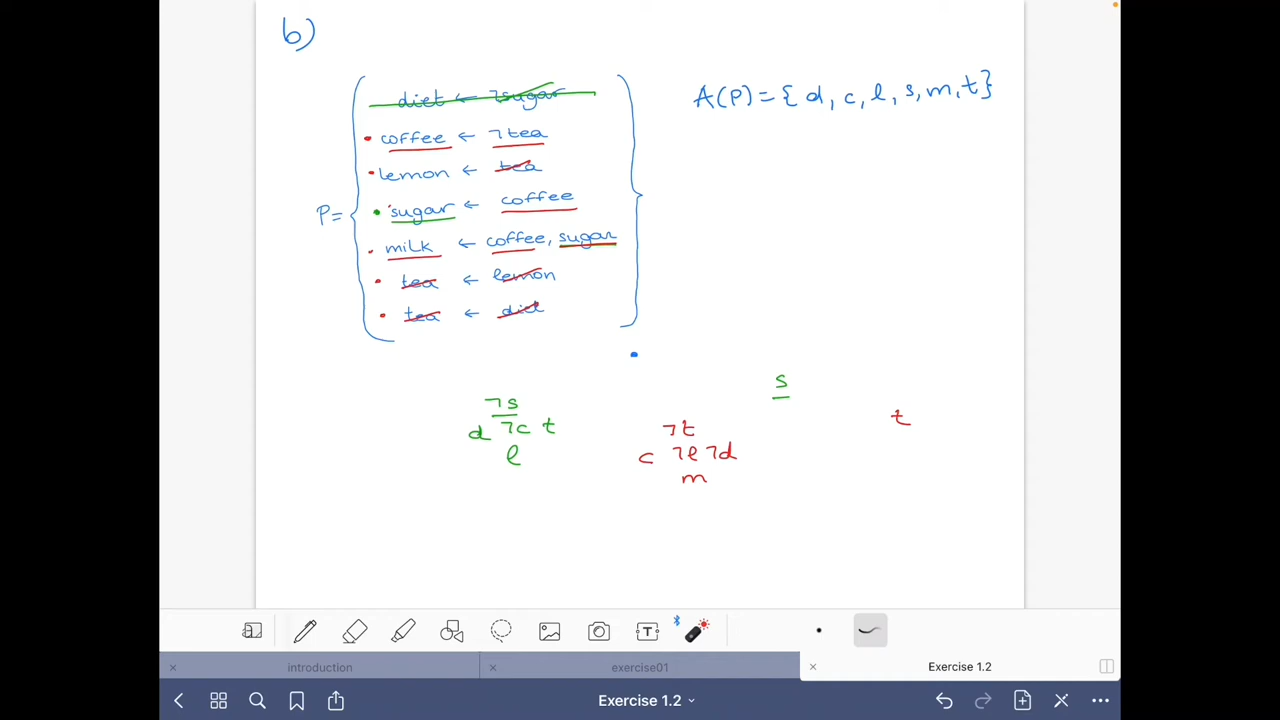 b)
diet ← ¬sugar
A(P) = { d, c, l, s, m, t }
coffee ← ¬tea
lemon ← tea
P =
sugar ← coffee
milk ← coffee, sugar
tea ← lemon
tea ← diet
s
¬s
t
d ¬c t
¬t
l
c ¬l ¬d
m
T
introduction
exercise01
Exercise 1.2
Exercise 1.2